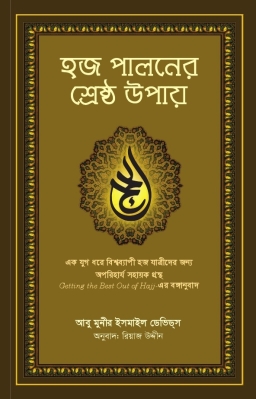 হজ পালনের
শ্রেষ্ঠ উপায়
এক যুগ ধরে বিশ্বব্যাপী হজ যাত্রীদের জন্য
অপরিহার্য সহায়ক গ্রন্থ
Getting the Best Out of Hajj-এর বঙ্গানুবাদ
আবু মুনীর ইসমাইল ডেভিড্‌স
অনুবাদ: রিয়াজ উদ্দীন